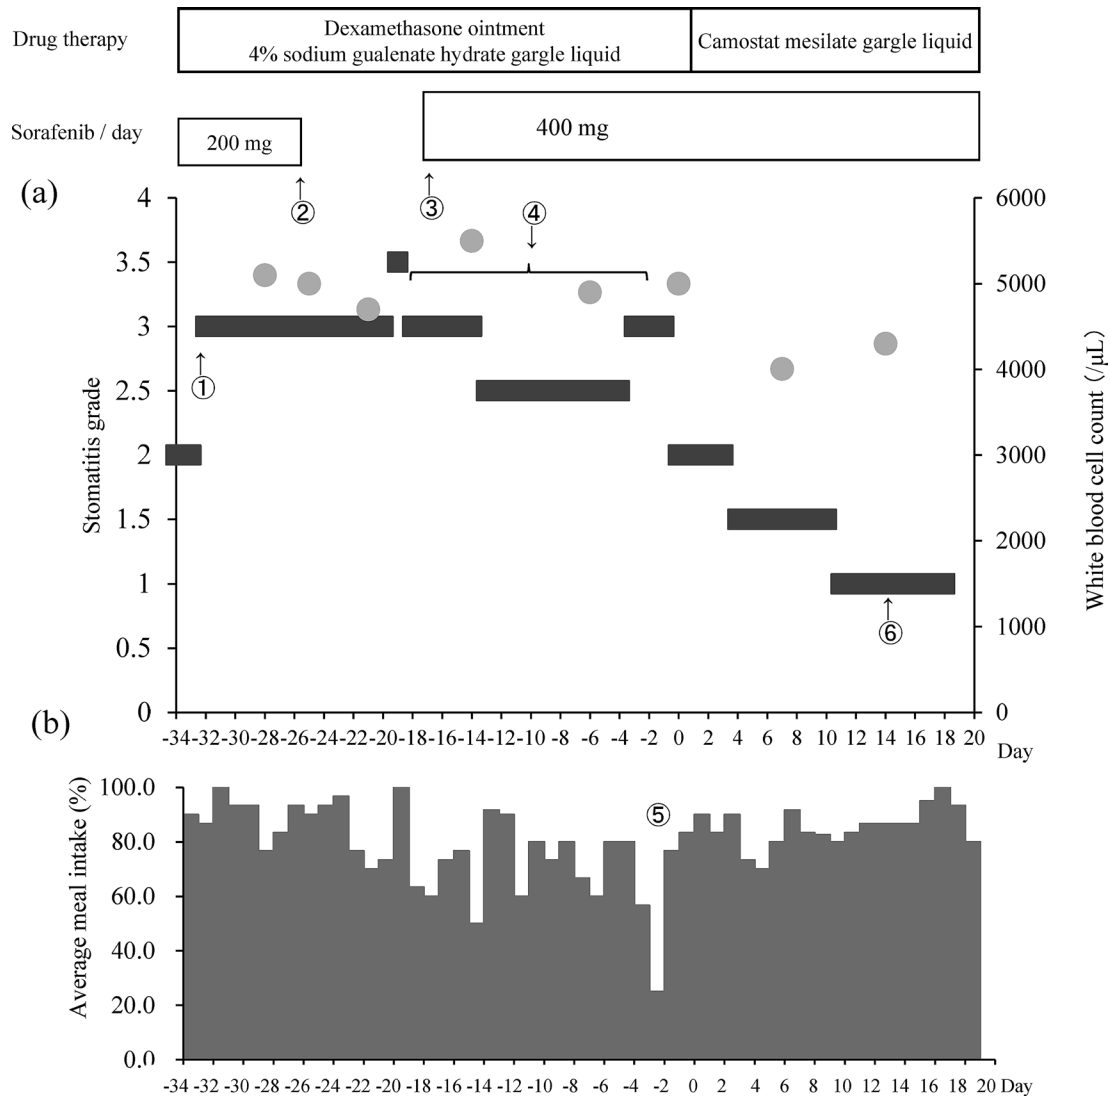 Drug therapy
Dexamethasone ointment
4% sodium gualenate hydrate gargle liquid
Camostat mesilate gargle liquid
Sorafenib / day
200 mg
400 mg
(a)
②
③
④
①
⑥
Stomatitis grade
4
3.5
3
2.5
2
1.5
1
0.5
0
White blood cell count (/μL)
6000
5000
4000
3000
2000
1000
0
-34 -32 -30 -28 -26 -24 -22 -20 -18 -16 -14 -12 -10 -8 -6 -4 -2 0 2 4 6 8 10 12 14 16 18 20 Day
(b)
Average meal intake (%)
100.0
80.0
60.0
40.0
20.0
0.0
⑤
-34 -32 -30 -28 -26 -24 -22 -20 -18 -16 -14 -12 -10 -8 -6 -4 -2 0 2 4 6 8 10 12 14 16 18 20 Day